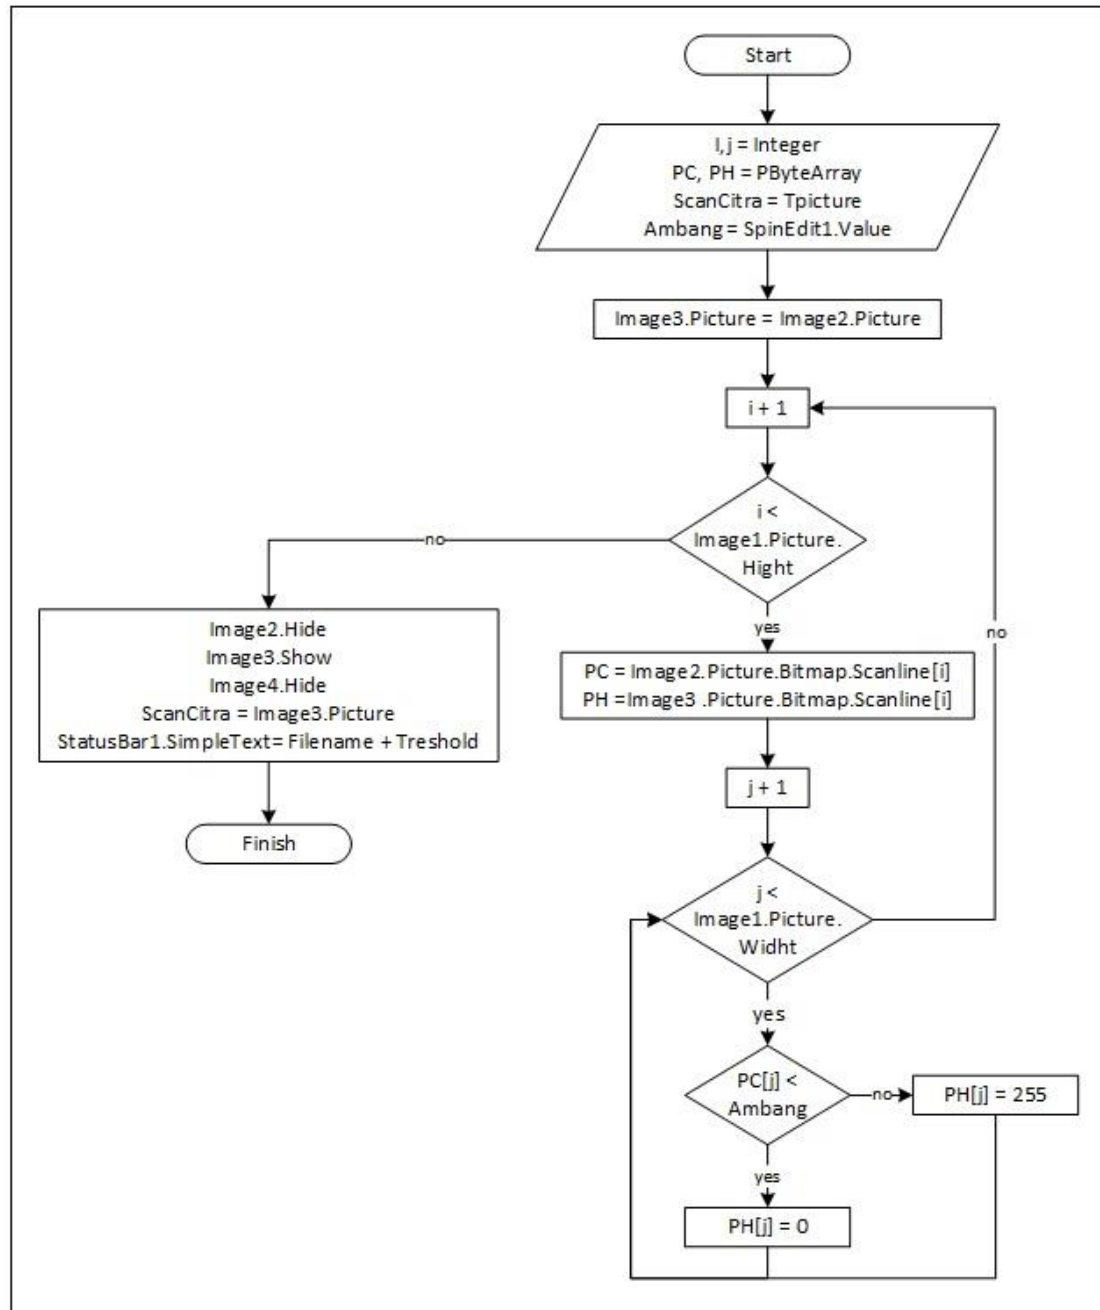 Start
I,j = Integer
PC, PH = PByteArray
ScanCitra = Tpicture
Ambang = SpinEdit1.Value
Image3.Picture = Image2.Picture
i + 1
i <
Image1.Picture.
Hight
no
yes
no
Image2.Hide
Image3.Show
Image4.Hide
ScanCitra = Image3.Picture
StatusBar1.SimpleText= Filename + Treshold
Finish
PC = Image2.Picture.Bitmap.Scanline[i]
PH =Image3 .Picture.Bitmap.Scanline[i]
j + 1
j <
Image1.Picture.
Widht
yes
PC[j] <
Ambang
no
PH[j] = 255
yes
PH[j] = 0